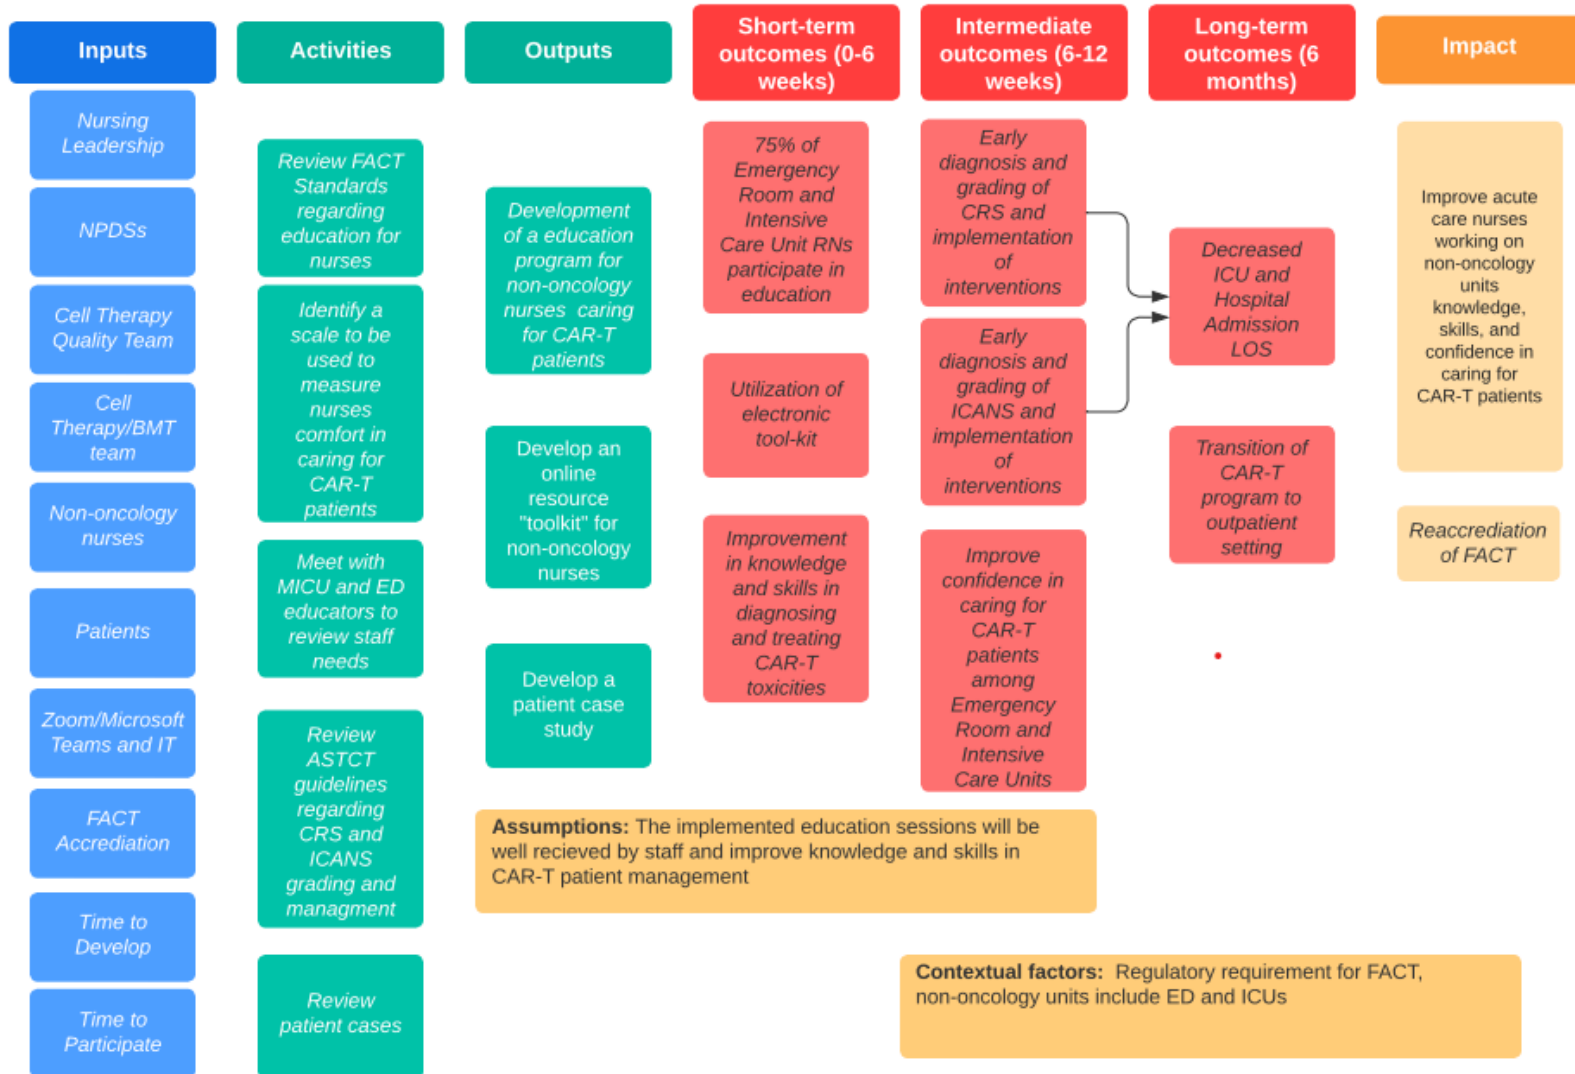 Inputs
Nursing
Leadership
NPDSs
Cell Therapy
Quality Team
Cell
Therapy/BMT
team
Non-oncology
nurses
Patients
Zoom/Microsoft
Teams and IT
FACT
Accrediation
Time to
Develop
Time to
Participate
Activities
Review FACT
Standards
regarding
education for
nurses
Identify a
scale to be
used to
measure
nurses
comfort in
caring for
CAR-T
patients
Meet with
MICU and ED
educators to
review staff
needs
Review
ASTCT
guidelines
regarding
CRS and
ICANS
grading and
managment
Review
patient cases
Outputs
Development
of a education
program for
non-oncology
nurses caring
for CAR-T
patients
Develop an
online
resource
"toolkit" for
non-oncology
nurses
Develop a
patient case
study
Short-term
outcomes (0-6
weeks)
75% of
Emergency
Room and
Intensive
Care Unit RNs
participate in
education
Utilization of
electronic
tool-kit
Improvement
in knowledge
and skills in
diagnosing
and treating
CAR-T
toxicities
Intermediate
outcomes (6-12
weeks)
Early
diagnosis and
grading of
CRS and
implementation
of
interventions
Early
diagnosis and
grading of
ICANS and
implementation
of
interventions
Improve
confidence in
caring for
CAR-T
patients
among
Emergency
Room and
Intensive
Care Units
Long-term
outcomes (6
months)
Decreased
ICU and
Hospital
Admission
LOS
Transition of
CAR-T
program to
outpatient
setting
Impact
Improve acute
care nurses
working on
non-oncology
units
knowledge,
skills, and
confidence in
caring for
CAR-T patients
Reaccrediation
of FACT
Assumptions: The implemented education sessions will be
well recieved by staff and improve knowledge and skills in
CAR-T patient management
Contextual factors: Regulatory requirement for FACT,
non-oncology units include ED and ICUs